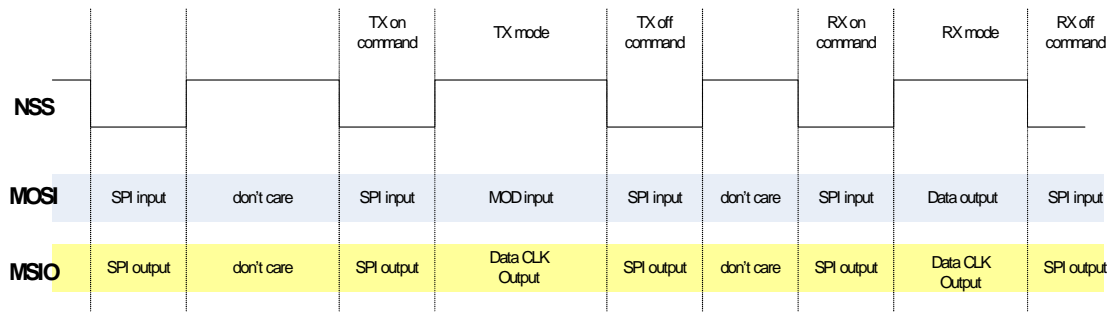 TX on
command
TX mode
TX off
command
RX on
command
RX mode
RX off
command
NSS
MOSI
SPI input
don't care
SPI input
MOD input
SPI input
don't care
SPI input
Data output
SPI input
MSIO
SPI output
don't care
SPI output
Data CLK
Output
SPI output
don't care
SPI output
Data CLK
Output
SPI output